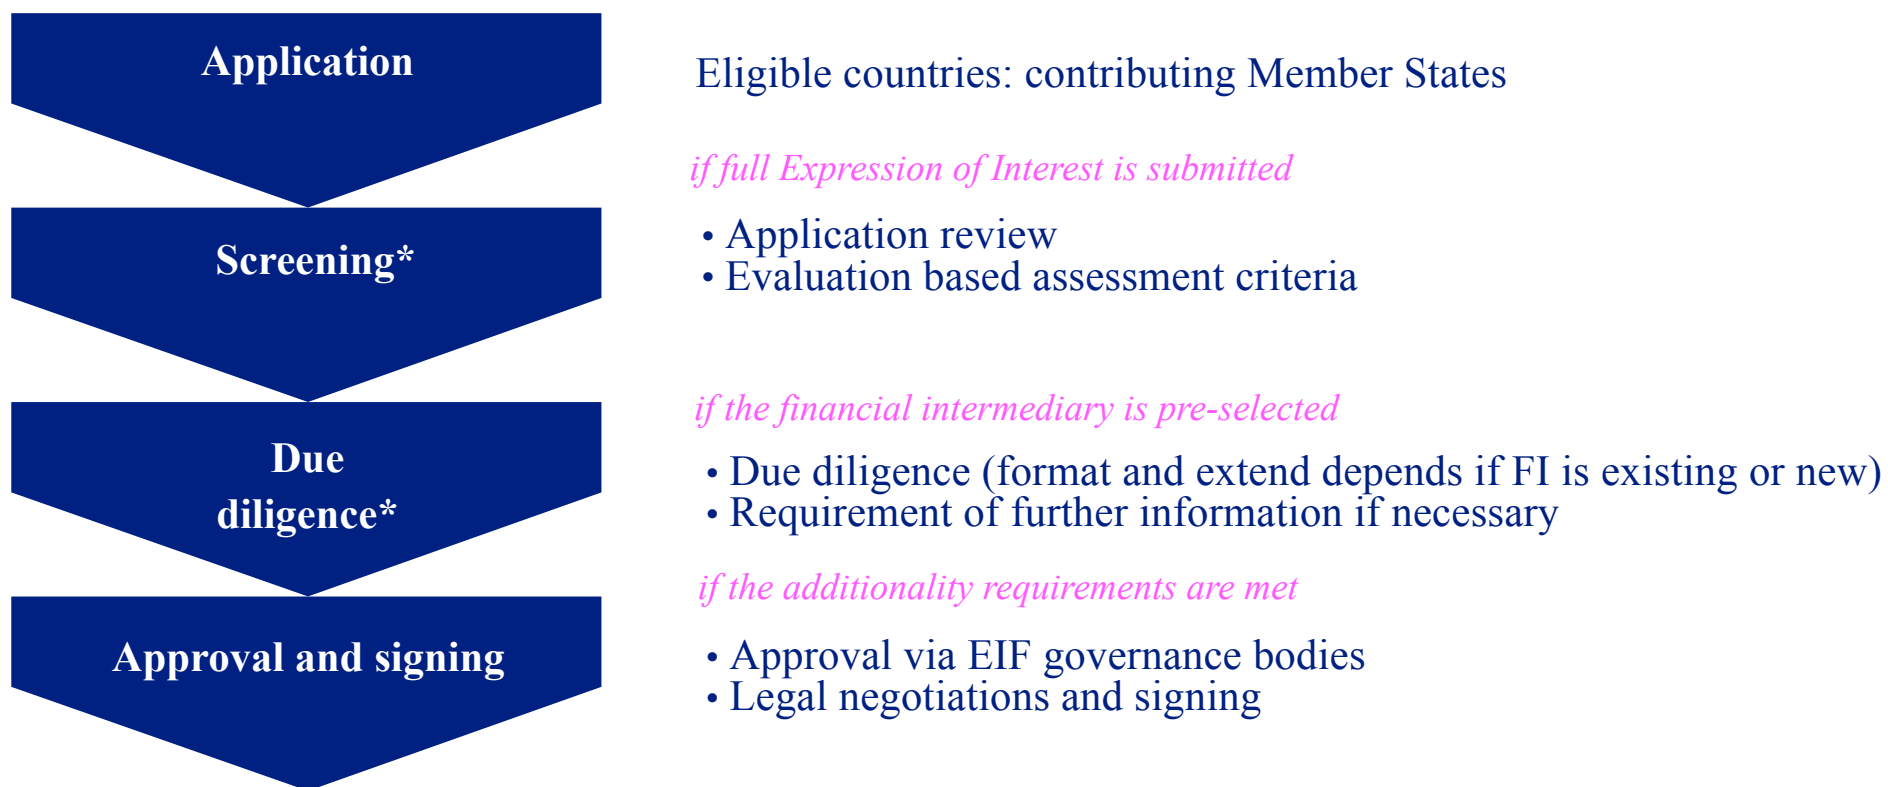 Application
Eligible countries: contributing Member States
if full Expression of Interest is submitted
Screening*
• Application review
• Evaluation based assessment criteria
if the financial intermediary is pre-selected
Due
diligence*
• Due diligence (format and extend depends if FI is existing or new)
• Requirement of further information if necessary
if the additionality requirements are met
Approval and signing
• Approval via EIF governance bodies
• Legal negotiations and signing